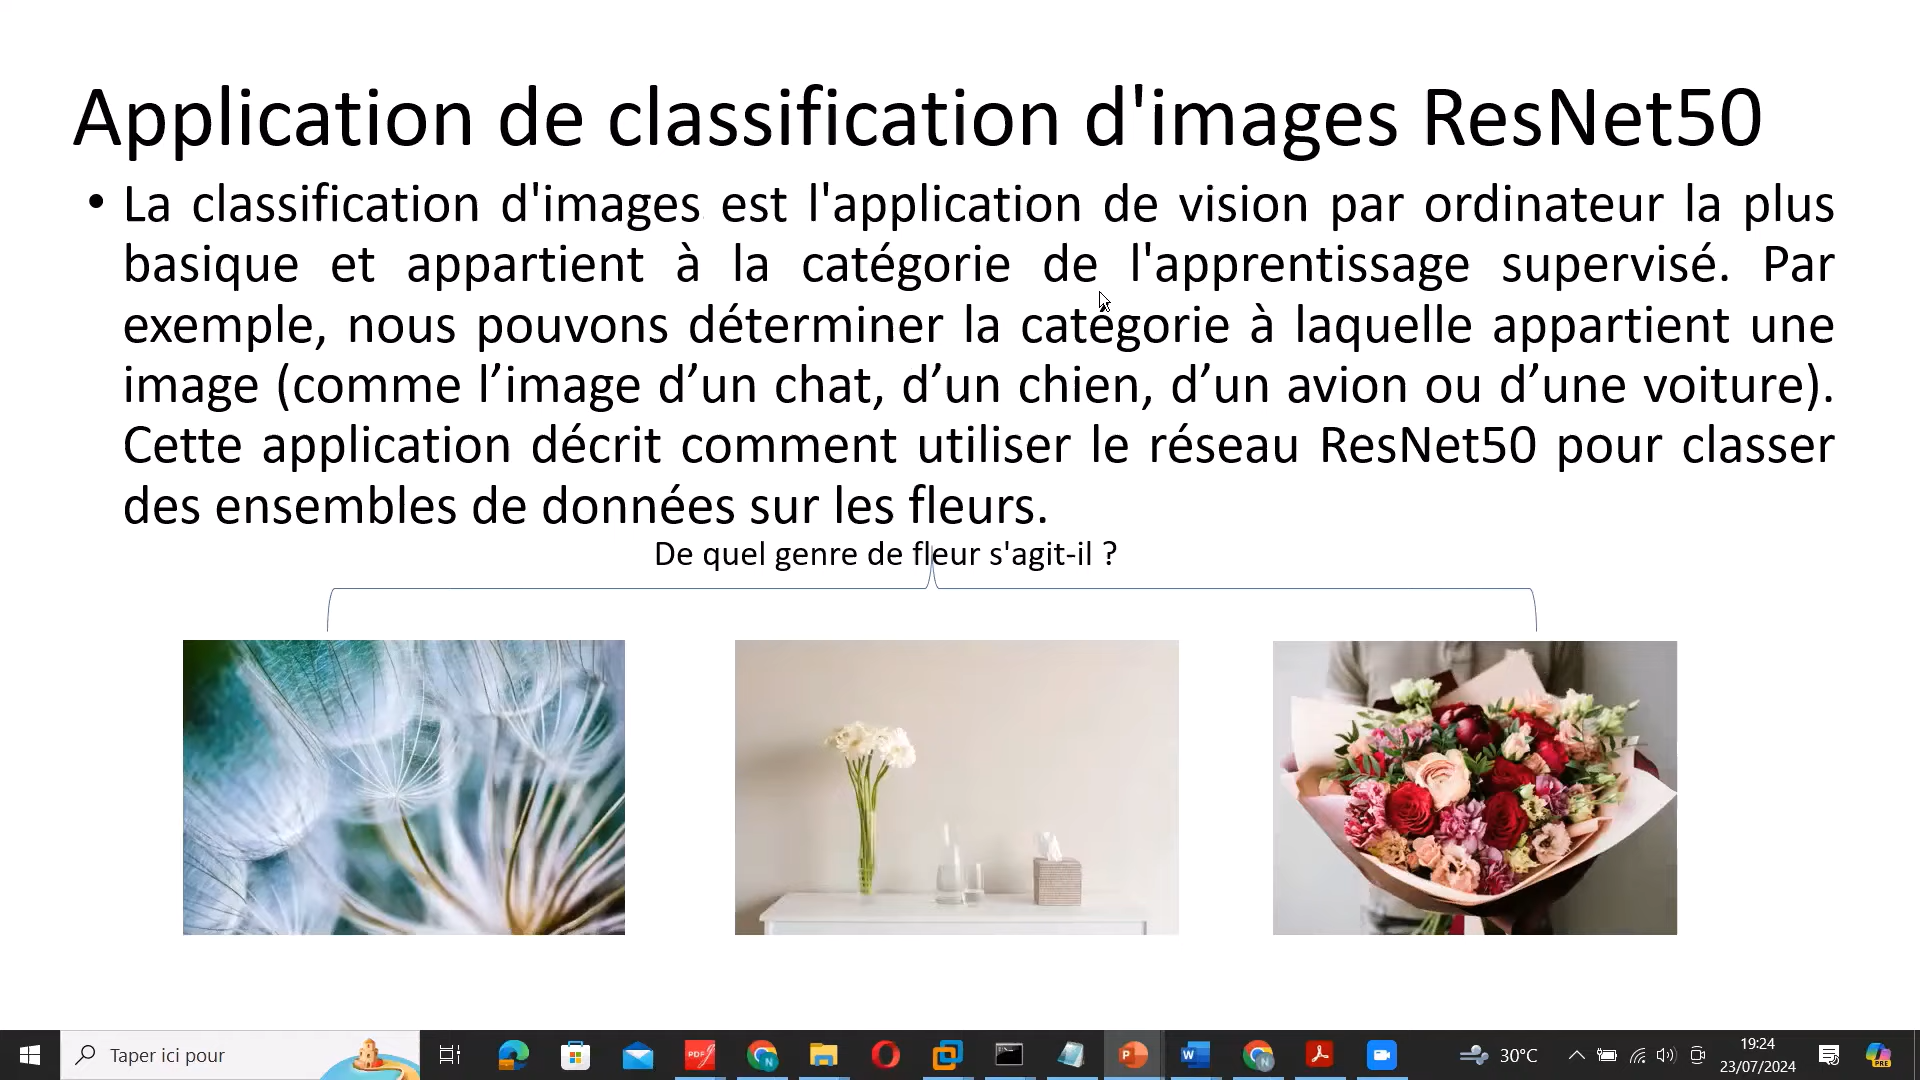 Application de classification d'images ResNet50
• La classification d'images est l'application de vision par ordinateur la plus
basique et appartient à la catégorie de l'apprentissage supervisé. Par
exemple, nous pouvons déterminer la catégorie à laquelle appartient une
image (comme l’image d’un chat, d’un chien, d’un avion ou d’une voiture).
Cette application décrit comment utiliser le réseau ResNet50 pour classer
des ensembles de données sur les fleurs.
De quel genre de fleur s'agit-il ?
Taper ici pour
30°C
19:24
23/07/2024